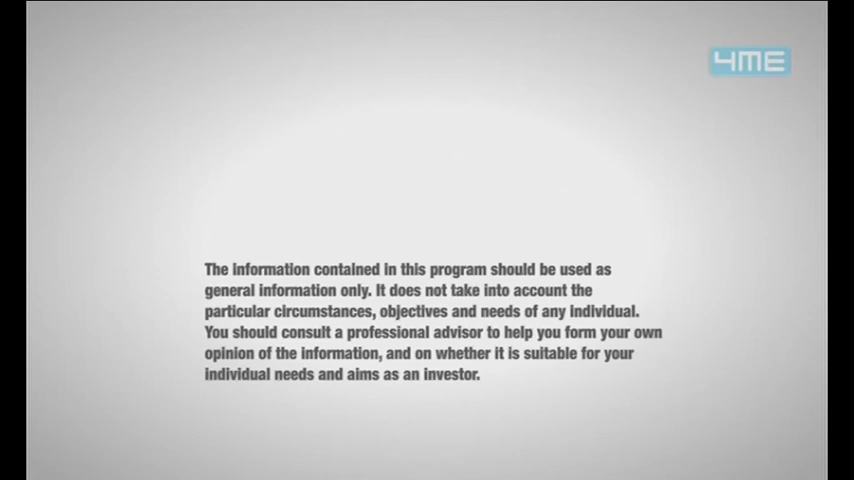 4ME
The information contained in this program should be used as
general information only. It does not take into account the
particular circumstances, objectives and needs of any individual.
You should consult a professional advisor to help you form your own
opinion of the information, and on whether it is suitable for your
individual needs and aims as an investor.